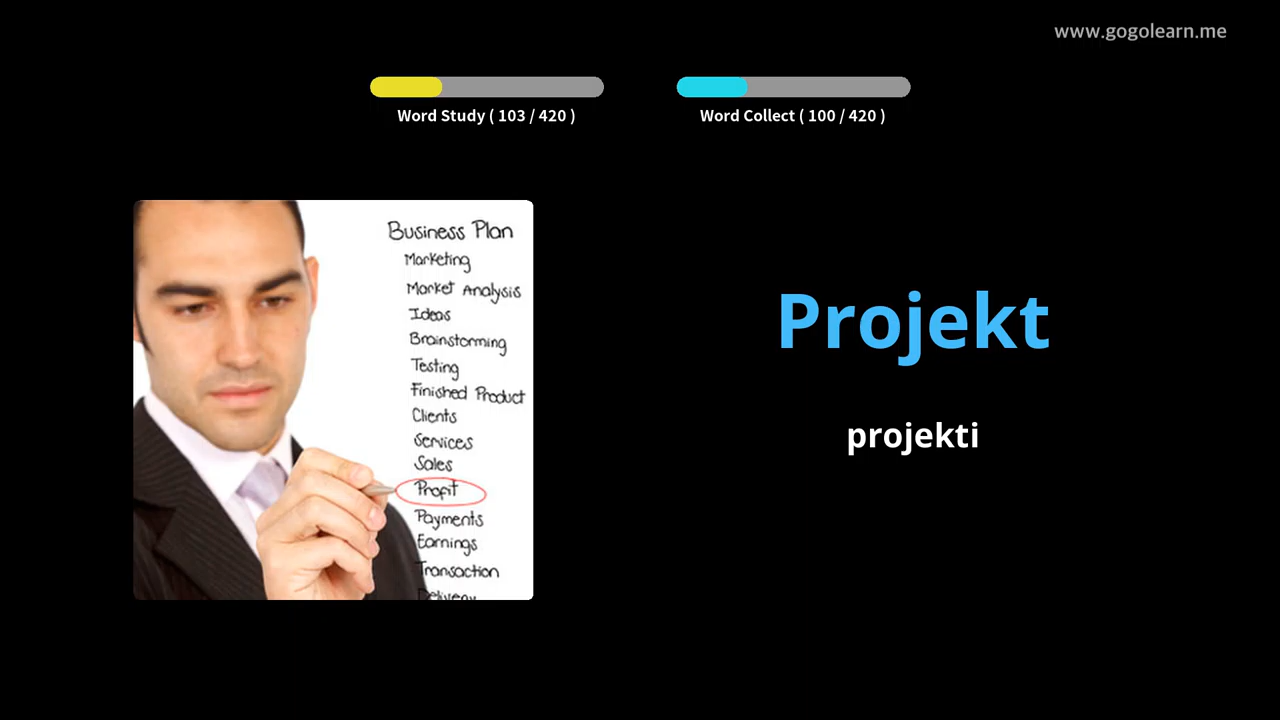 www.gogolearn.me
Word Study ( 103 / 420 )
Word Collect ( 100 / 420 )
Business Plan
Marketing
Market Analysis
Ideas
Brainstorming
Testing
Finished Product
Clients
Services
Sales
Profit
Payments
Earnings
Transaction
Delivery
Projekt
projekti